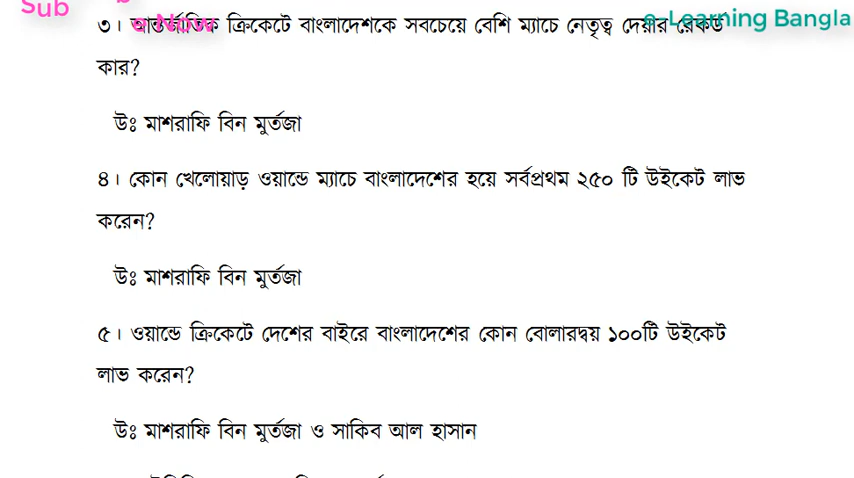 Sub b
e Now
e-Learning Bangla
৩। আন্তর্জাতিক ক্রিকেটে বাংলাদেশকে সবচেয়ে বেশি ম্যাচে নেতৃত্ব দেয়ার রেকর্ড
কার?
উঃ মাশরাফি বিন মুর্তজা
৪। কোন খেলোয়াড় ওয়ান্ডে ম্যাচে বাংলাদেশের হয়ে সর্বপ্রথম ২৫০ টি উইকেট লাভ
করেন?
উঃ মাশরাফি বিন মুর্তজা
৫। ওয়ান্ডে ক্রিকেটে দেশের বাইরে বাংলাদেশের কোন বোলারদ্বয় ১০০টি উইকেট
লাভ করেন?
উঃ মাশরাফি বিন মুর্তজা ও সাকিব আল হাসান